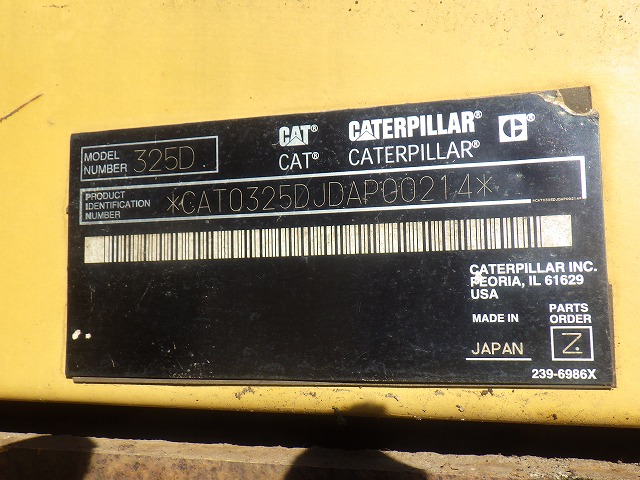 CAT® CATERPILLAR® C®
CAT® CATERPILLAR®
MODEL NUMBER 325D
PRODUCT IDENTIFICATION NUMBER *CAT0325DJDAP00214*
*CAT0325DJDAP00214*
CATERPILLAR INC.
PEORIA, IL 61629
USA
MADE IN
JAPAN
PARTS ORDER
Z
239-6986X